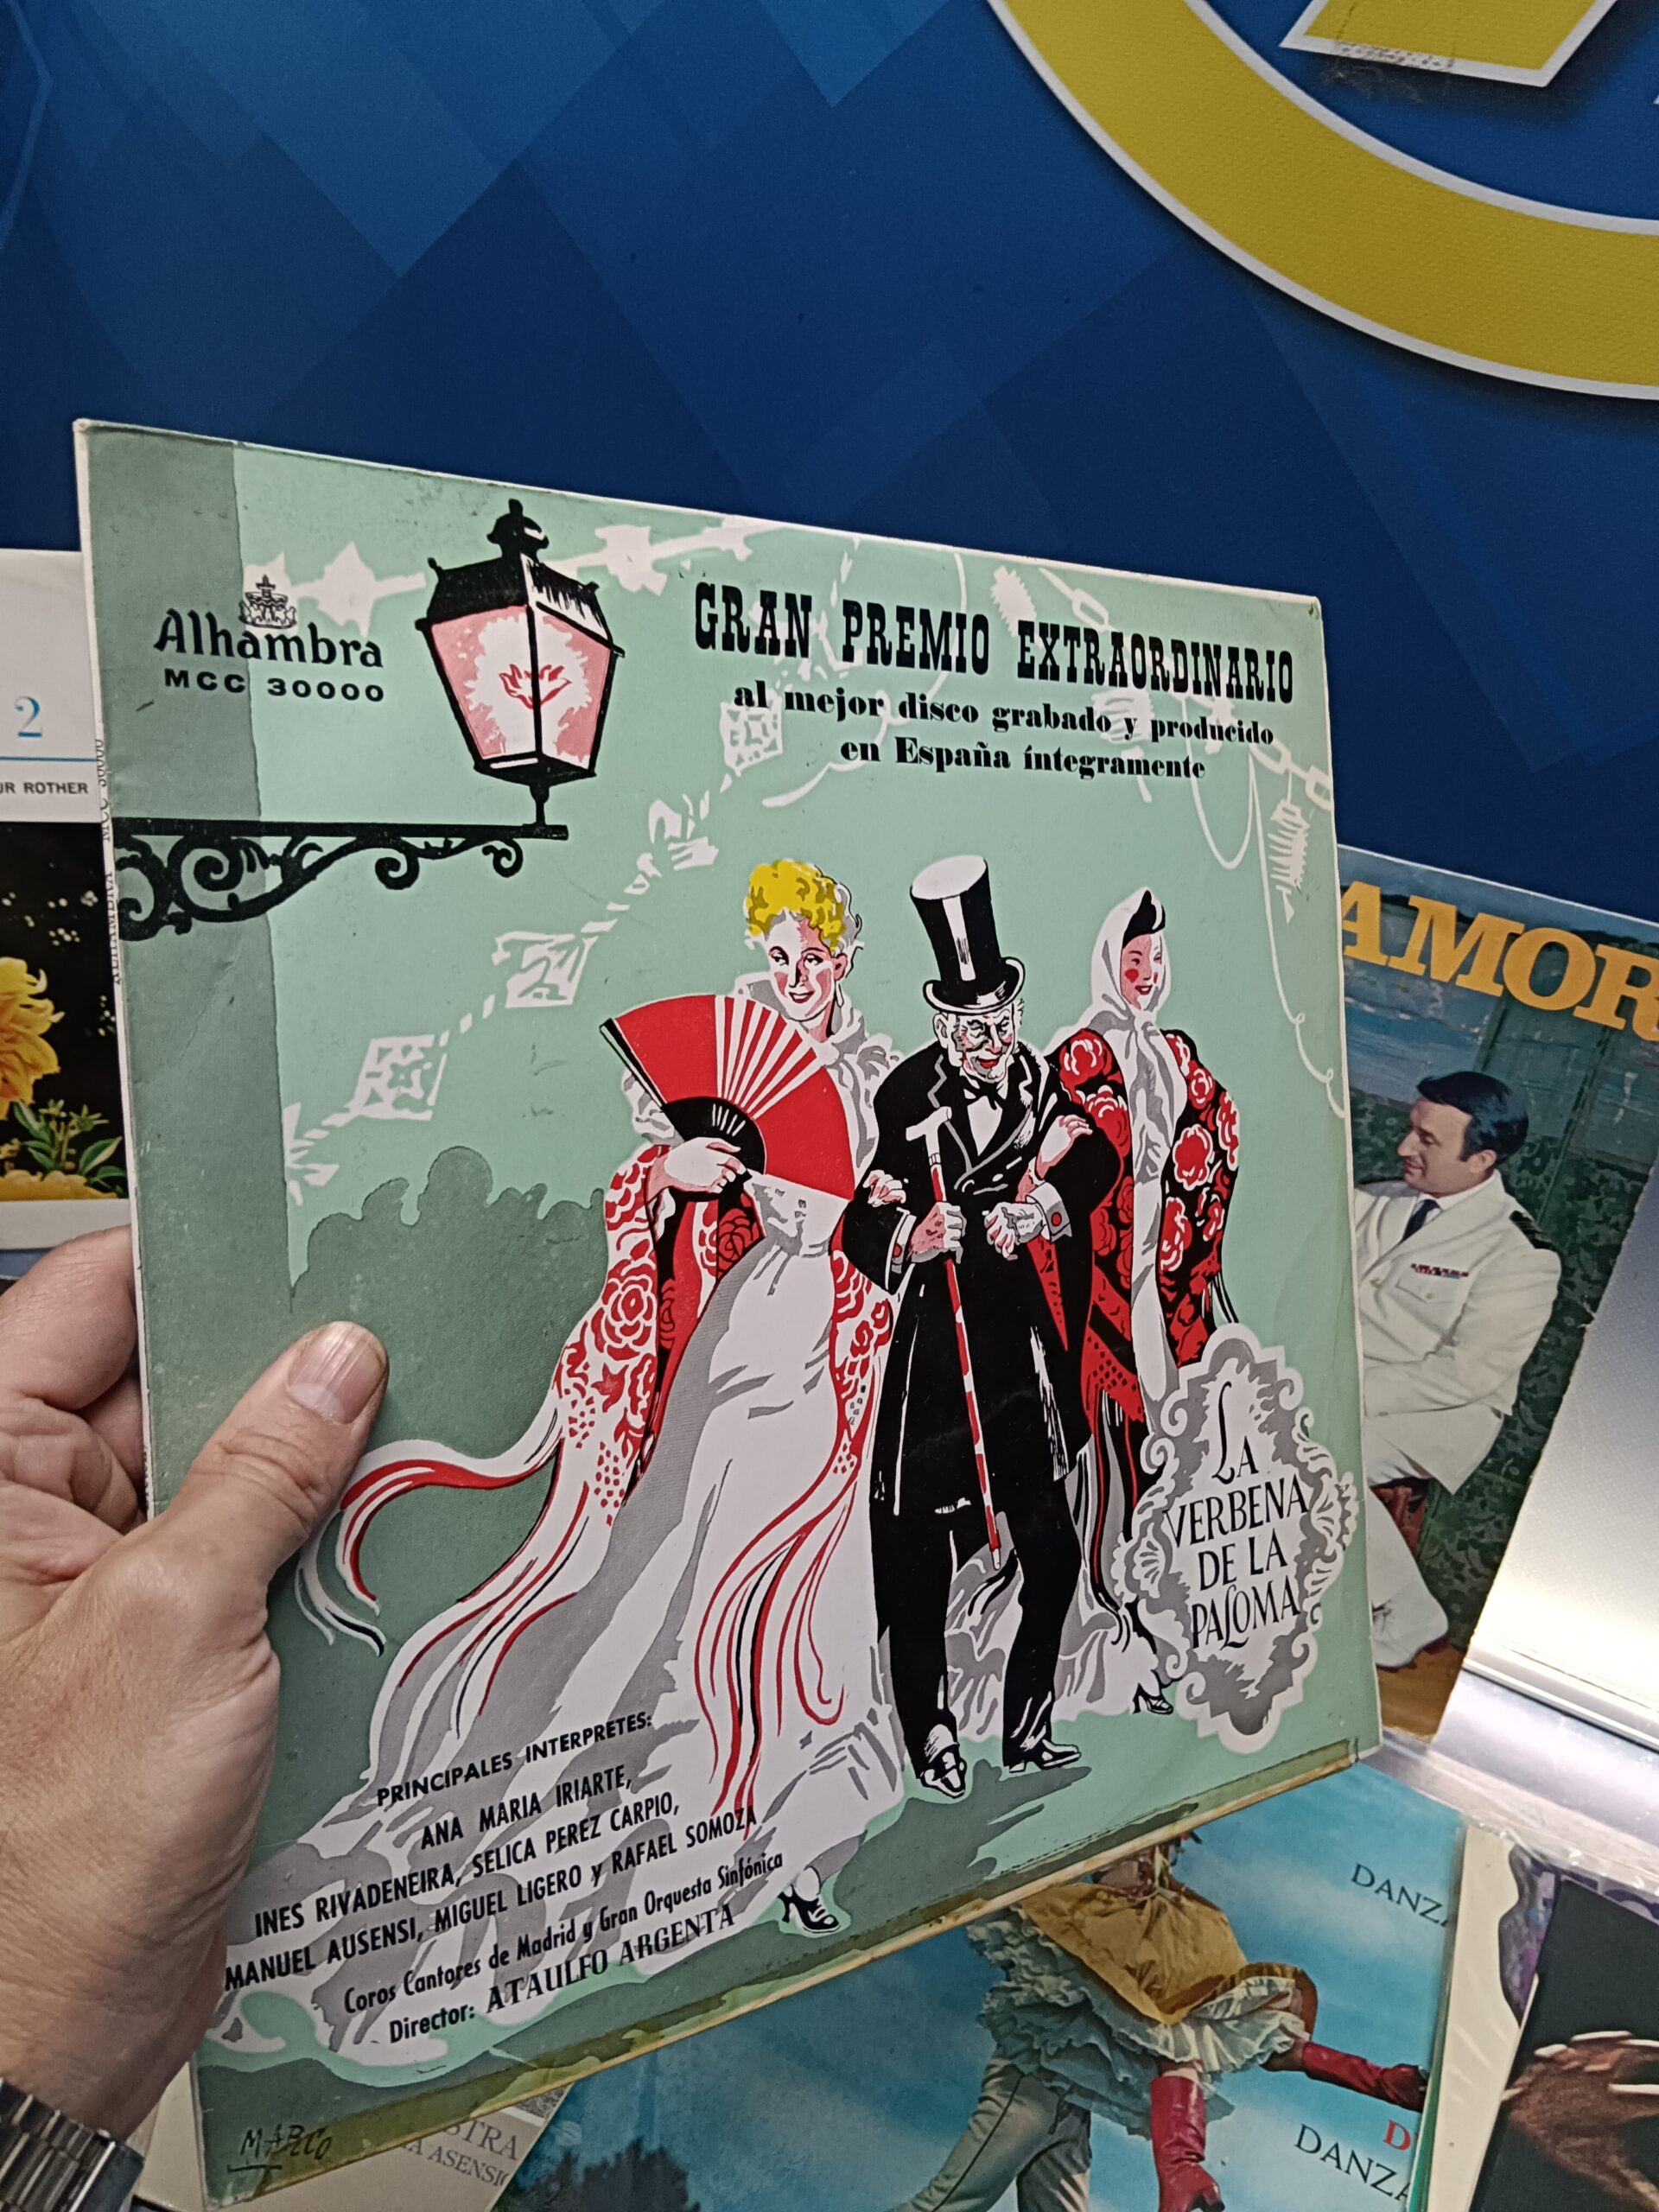 Alhambra
MCC 30000
GRAN PREMIO EXTRAORDINARIO
al mejor disco grabado y producido
en España íntegramente
LA
VERBENA
DE LA
PALOMA
PRINCIPALES INTERPRETES:
ANA MARIA IRIARTE,
INES RIVADENEIRA, SELICA PEREZ CARPIO,
MANUEL AUSENSI, MIGUEL LIGERO y RAFAEL SOMOZA
Coros Cantores de Madrid y Gran Orquesta Sinfónica
Director: ATAULFO ARGENTA
MARCO
2
ROTHER
AMOR
DANZA
DANZA